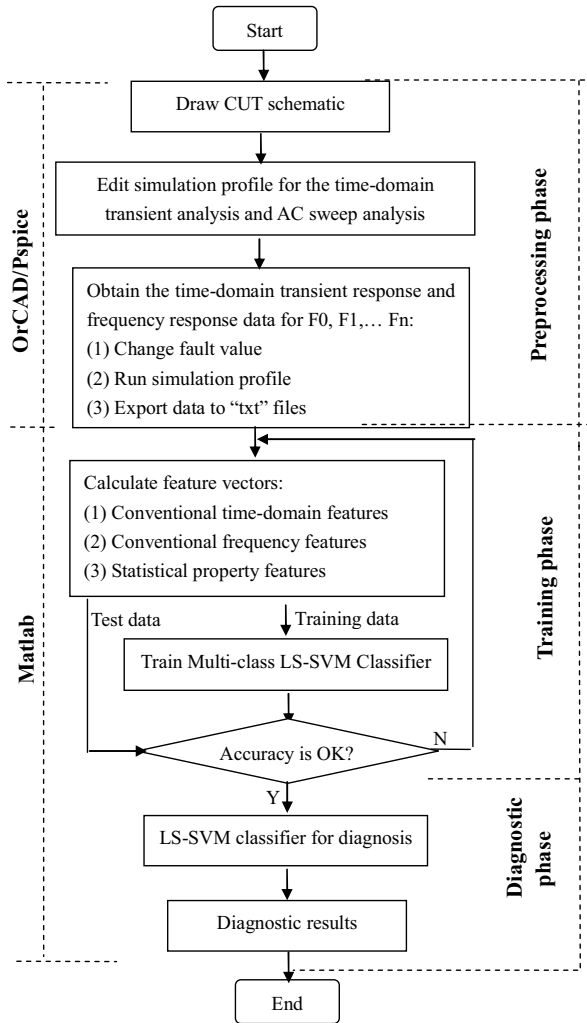 Start
Draw CUT schematic
Edit simulation profile for the time-domain
transient analysis and AC sweep analysis
Obtain the time-domain transient response and
frequency response data for F0, F1,… Fn:
(1) Change fault value
(2) Run simulation profile
(3) Export data to “txt” files
OrCAD/Pspice
Preprocessing phase
Calculate feature vectors:
(1) Conventional time-domain features
(2) Conventional frequency features
(3) Statistical property features
Test data
Training data
Train Multi-class LS-SVM Classifier
Accuracy is OK?
N
Y
Matlab
Training phase
LS-SVM classifier for diagnosis
Diagnostic results
Diagnostic
phase
End